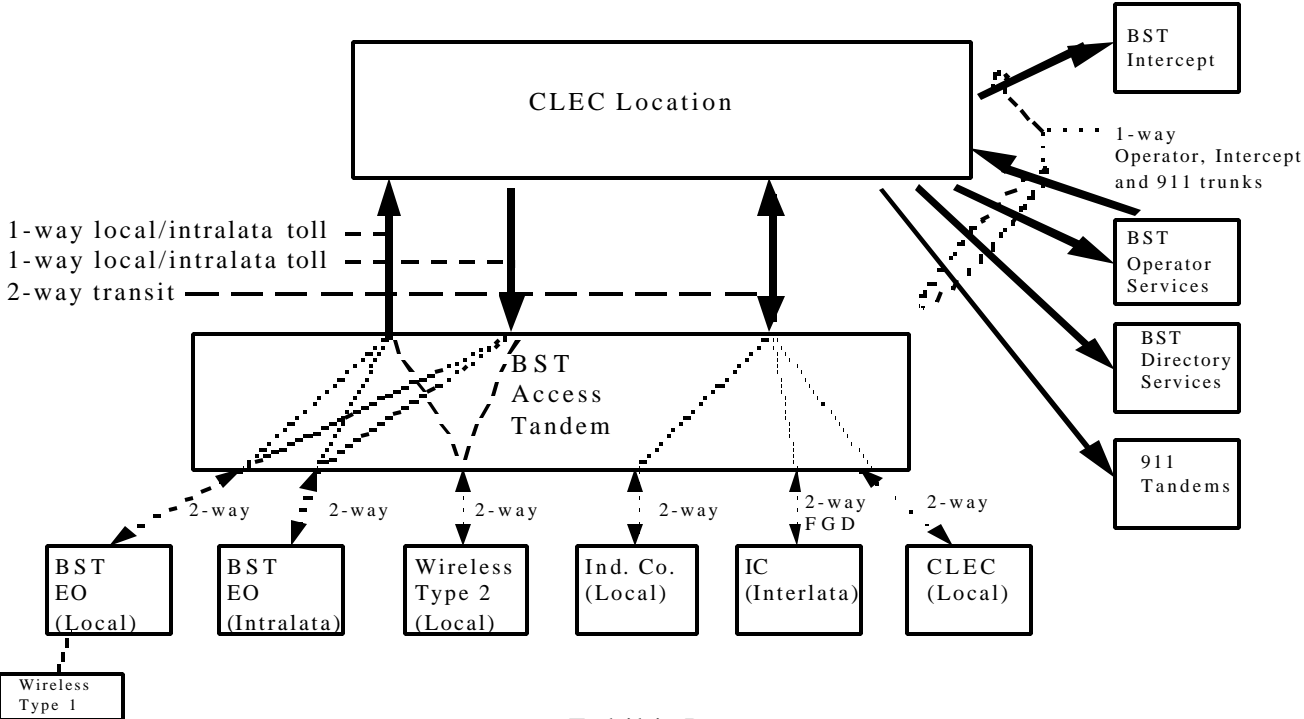 BST
Intercept
CLEC Location
1-way
Operator, Intercept
and 911 trunks
1-way local/intralata toll
1-way local/intralata toll
2-way transit
BST
Operator
Services
BST
Access
Tandem
BST
Directory
Services
911
Tandems
2-way
2-way
2-way
2-way
2-way
FGD
2-way
BST
EO
(Local)
BST
EO
(Intralata)
Wireless
Type 2
(Local)
Ind. Co.
(Local)
IC
(Interlata)
CLEC
(Local)
Wireless
Type 1